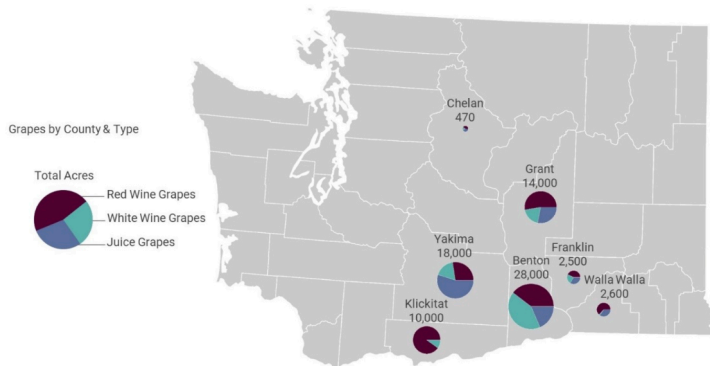 Grapes by County & Type
Total Acres
Red Wine Grapes
White Wine Grapes
Juice Grapes
Chelan
470
Grant
14,000
Yakima
18,000
Franklin
2,500
Benton
28,000
Walla Walla
2,600
Klickitat
10,000